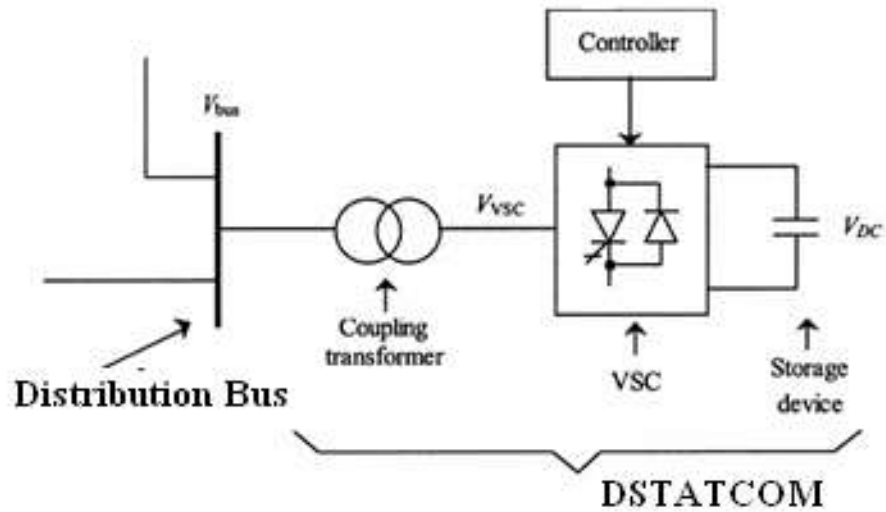 Controller
Vbus
VVSC
VDC
Coupling
transformer
VSC
Storage
device
Distribution Bus
DSTATCOM